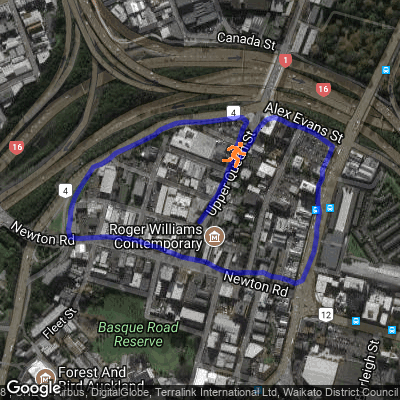 Canada St
1
16
4
Alex Evans St
16
Upper Queen St
4
Newton Rd
Roger Williams
Contemporary
Newton Rd
12
Fleet St
Basque Road
Reserve
Forest And
Bird Auckland
Google
Airbus, DigitalGlobe, Terralink International Ltd, Waikato District Council